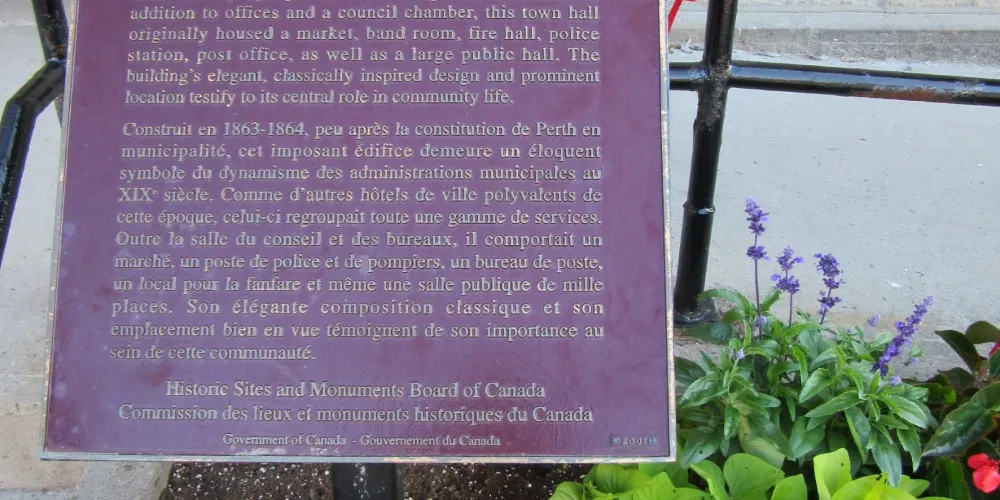 addition to offices and a council chamber, this town hall
originally housed a market, band room, fire hall, police
station, post office, as well as a large public hall. The
building's elegant, classically inspired design and prominent
location testify to its central role in community life.
Construit en 1863-1864, peu après la constitution de Perth en
municipalité, cet imposant édifice demeure un éloquent
symbole du dynamisme des administrations municipales au
XIXe siècle. Comme d'autres hôtels de ville polyvalents de
cette époque, celui-ci regroupait toute une gamme de services.
Outre la salle du conseil et des bureaux, il comportait un
marché, un poste de police et de pompiers, un bureau de poste,
un local pour la fanfare et même une salle publique de mille
places. Son élégante composition classique et son
emplacement bien en vue témoignent de son importance au
sein de cette communauté.
Historic Sites and Monuments Board of Canada
Commission des lieux et monuments historiques du Canada
Government of Canada - Gouvernement du Canada
2001